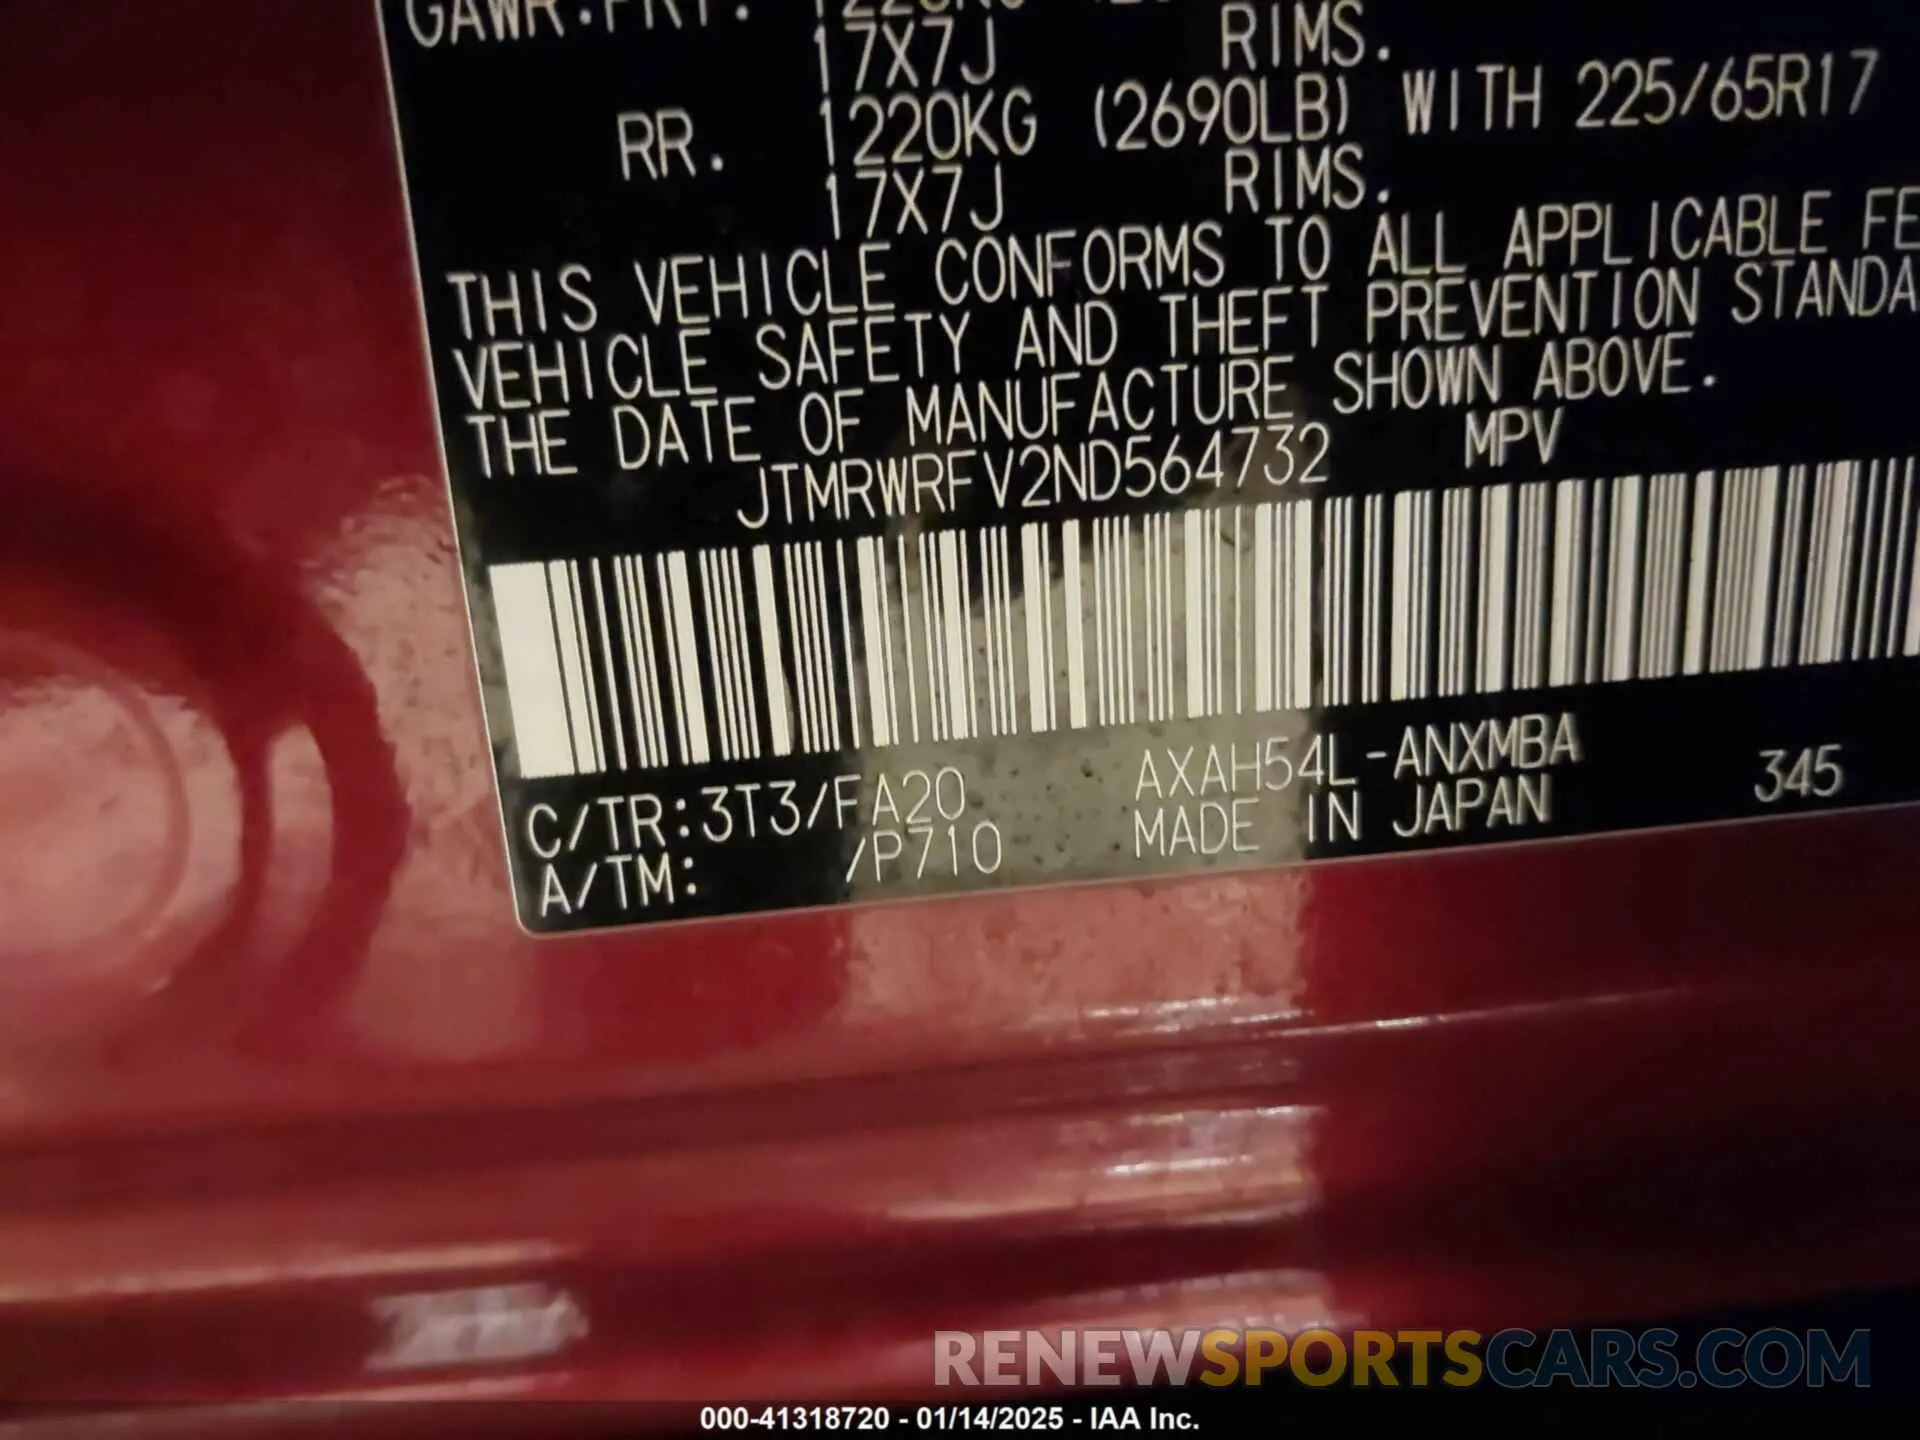 GAWR:FRT.
17X7J RIMS.
RR. 1220KG (2690LB) WITH 225/65R17
17X7J RIMS.
THIS VEHICLE CONFORMS TO ALL APPLICABLE FE
VEHICLE SAFETY AND THEFT PREVENTION STANDA
THE DATE OF MANUFACTURE SHOWN ABOVE.
JTMRWRFV2ND564732 MPV
C/TR:3T3/FA20 AXAH54L-ANXMBA
A/TM: /P710 MADE IN JAPAN 345
RENEWSPORTSCARS.COM
000-41318720 - 01/14/2025 - IAA Inc.